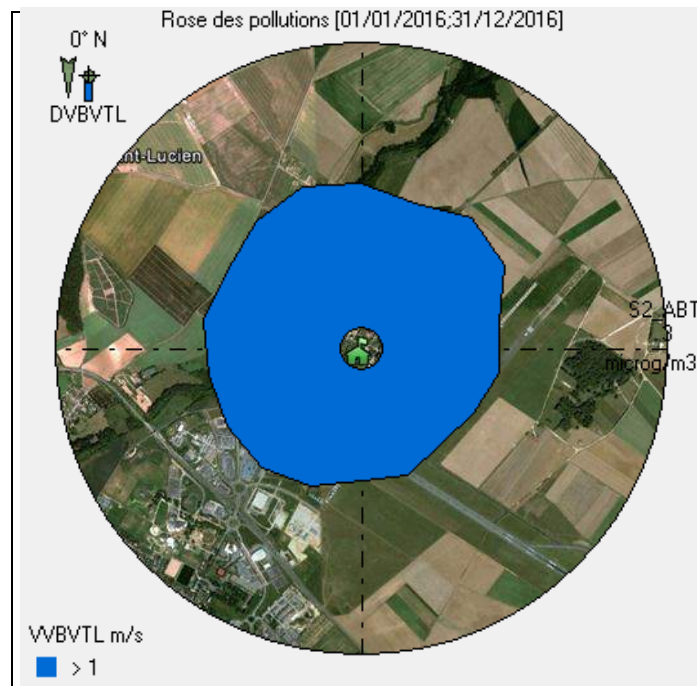 Rose des pollutions [01/01/2016;31/12/2016]
0° N
DVBVTL
nt-Lucien
S2_ABT
3
microg/m3
VVBVTL m/s
> 1